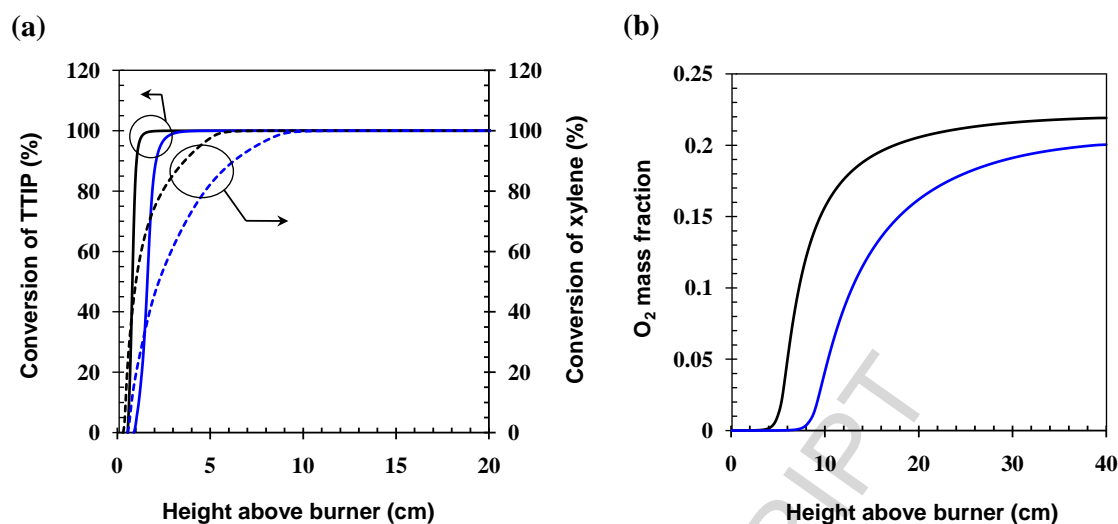 (a)
(b)
120
100
80
60
40
20
0
Conversion of TTIP (%)
120
100
80
60
40
20
0
Conversion of xylene (%)
0 5 10 15 20
Height above burner (cm)
0.25
0.2
0.15
0.1
0.05
0
O₂ mass fraction
0 10 20 30 40
Height above burner (cm)
RIPT